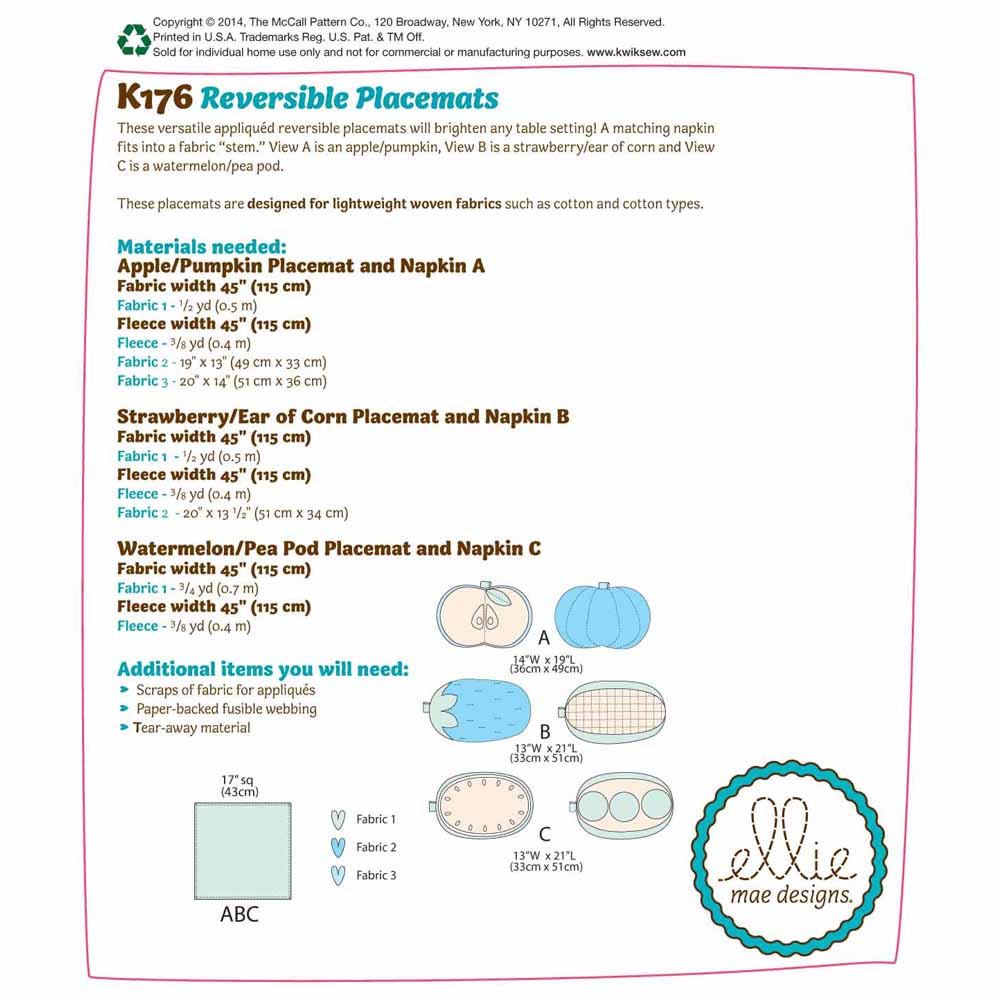 Copyright © 2014, The McCall Pattern Co., 120 Broadway, New York, NY 10271, All Rights Reserved.
Printed in U.S.A. Trademarks Reg. U.S. Pat. & TM Off.
Sold for individual home use only and not for commercial or manufacturing purposes. www.kwiksew.com
K176 Reversible Placemats
These versatile appliquéd reversible placemats will brighten any table setting! A matching napkin
fits into a fabric “stem.” View A is an apple/pumpkin, View B is a strawberry/ear of corn and View
C is a watermelon/pea pod.
These placemats are designed for lightweight woven fabrics such as cotton and cotton types.
Materials needed:
Apple/Pumpkin Placemat and Napkin A
Fabric width 45" (115 cm)
Fabric 1 - 1/2 yd (0.5 m)
Fleece width 45" (115 cm)
Fleece - 3/8 yd (0.4 m)
Fabric 2 - 19" x 13" (49 cm x 33 cm)
Fabric 3 - 20" x 14" (51 cm x 36 cm)
Strawberry/Ear of Corn Placemat and Napkin B
Fabric width 45" (115 cm)
Fabric 1 - 1/2 yd (0.5 m)
Fleece width 45" (115 cm)
Fleece - 3/8 yd (0.4 m)
Fabric 2 - 20" x 13 1/2" (51 cm x 34 cm)
Watermelon/Pea Pod Placemat and Napkin C
Fabric width 45" (115 cm)
Fabric 1 - 3/4 yd (0.7 m)
Fleece width 45" (115 cm)
Fleece - 3/8 yd (0.4 m)
Additional items you will need:
Scraps of fabric for appliqués
Paper-backed fusible webbing
Tear-away material
A
14"W x 19"L
(36cm x 49cm)
B
13"W x 21"L
(33cm x 51cm)
C
13"W x 21"L
(33cm x 51cm)
17" sq
(43cm)
ABC
Fabric 1
Fabric 2
Fabric 3
ellie
mae designs.